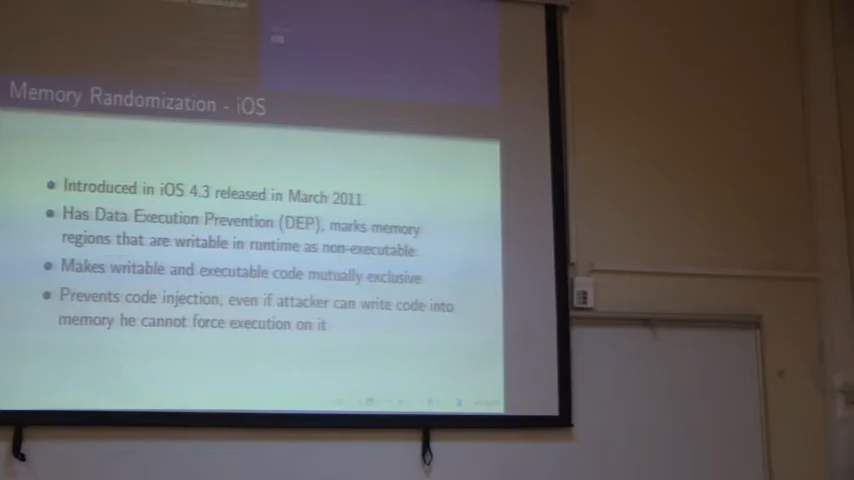 iOS
Memory Randomization - iOS
Introduced in iOS 4.3 released in March 2011
Has Data Execution Prevention (DEP), marks memory
regions that are writable in runtime as non-executable
Makes writable and executable code mutually exclusive
Prevents code injection, even if attacker can write code into
memory he cannot force execution on it